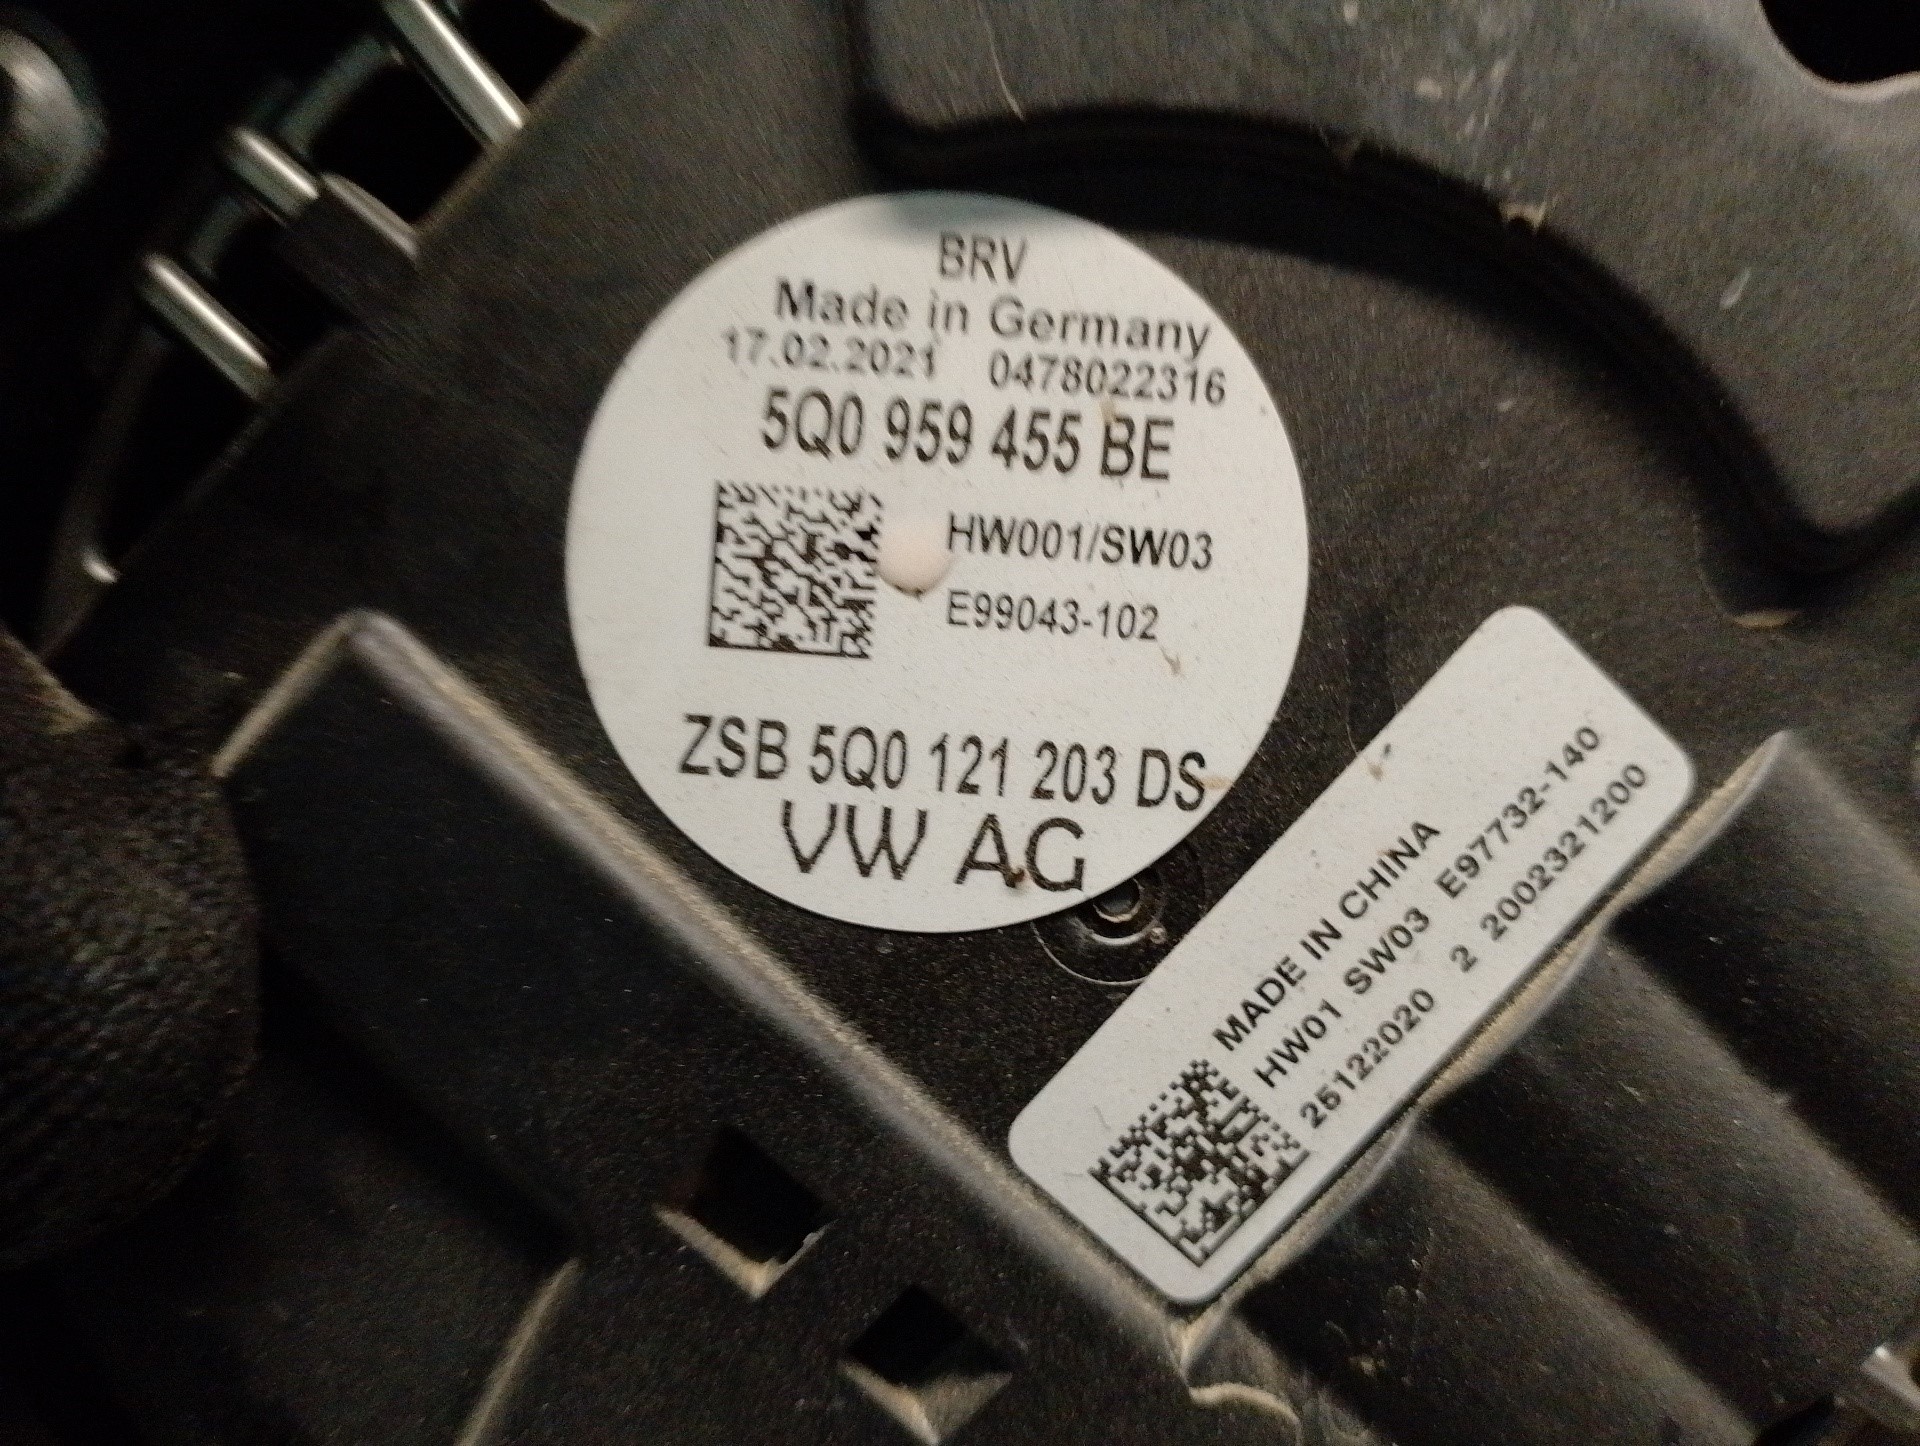 BRV
Made in Germany
17.02.2021 0478022316
5Q0 959 455 BE
HW001/SW03
E99043-102
ZSB 5Q0 121 203 DS
VW AG
MADE IN CHINA
HW01 SW03 E97732-140
25122020 2 2002321200